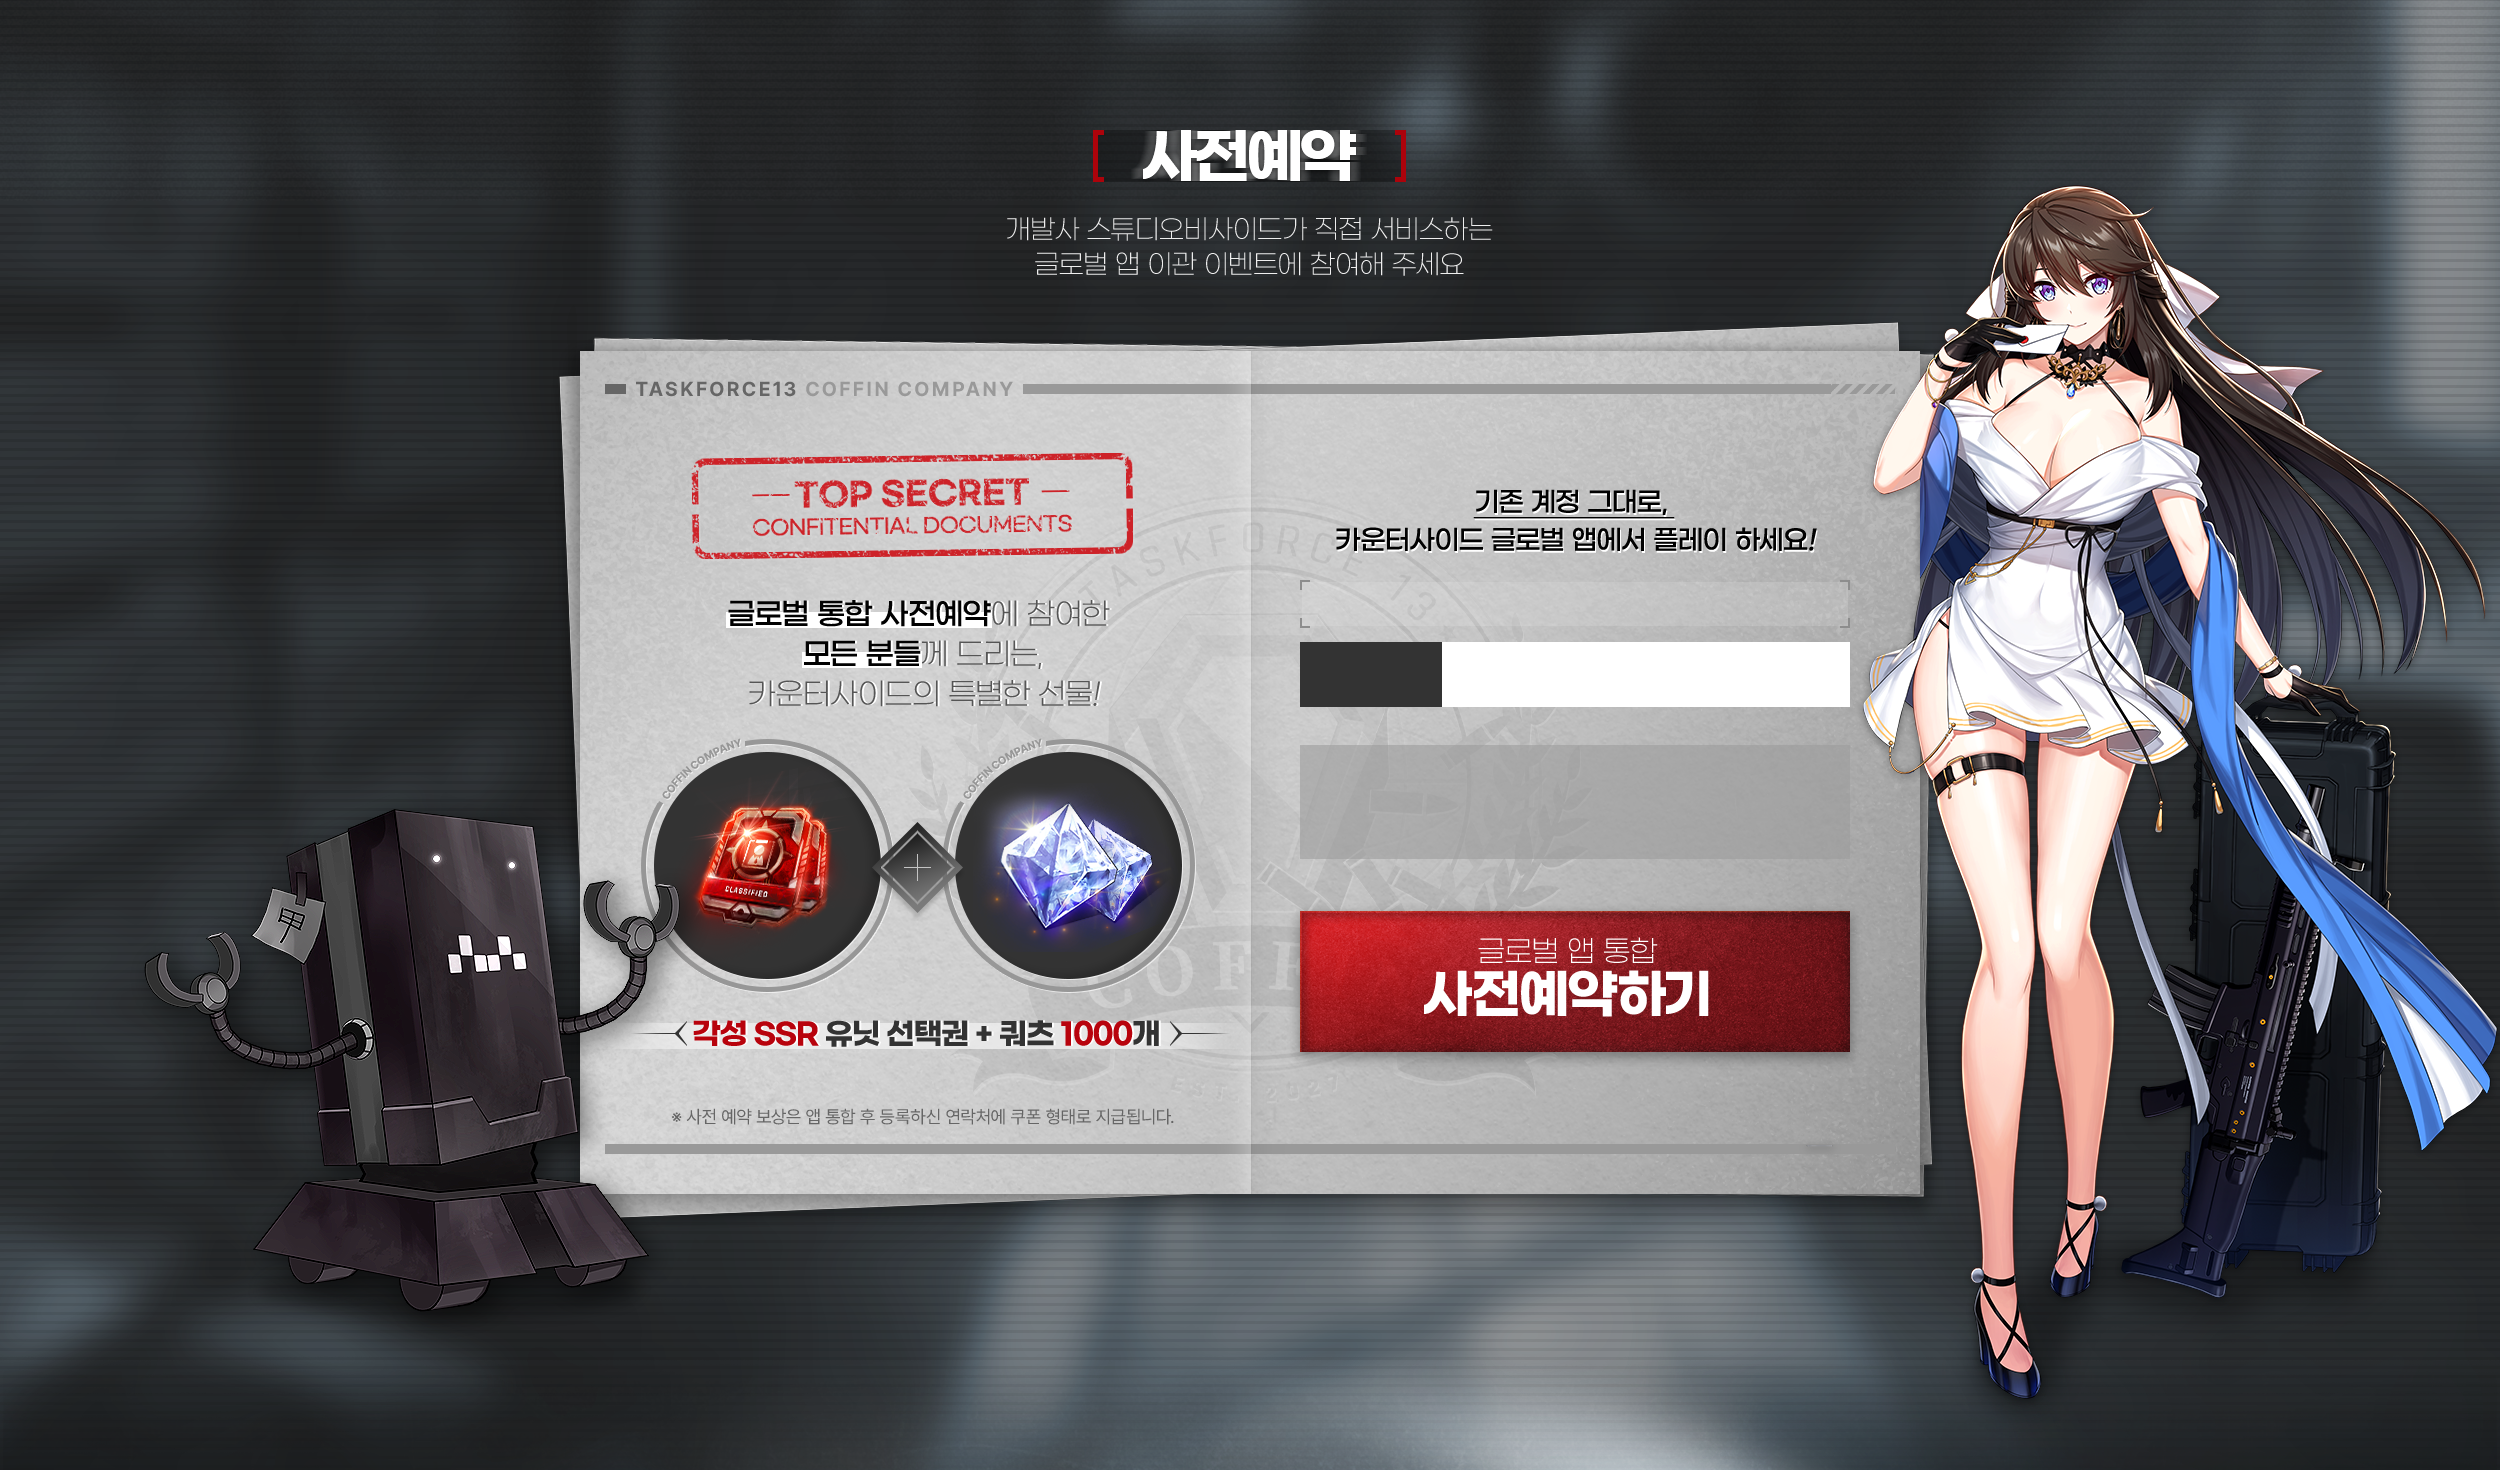 사전예약
개발사 스튜디오비사이드가 직접 서비스하는
글로벌 앱 이관 이벤트에 참여해 주세요
TASKFORCE13 COFFIN COMPANY
TOP SECRET
CONFITENTIAL DOCUMENTS
글로벌 통합 사전예약에 참여한
모든 분들께 드리는,
카운터사이드의 특별한 선물!
COFFIN COMPANY
COFFIN COMPANY
CLASSIFIED
甲
각성 SSR 유닛 선택권 + 쿼츠 1000개
※ 사전 예약 보상은 앱 통합 후 등록하신 연락처에 쿠폰 형태로 지급됩니다.
기존 계정 그대로,
카운터사이드 글로벌 앱에서 플레이 하세요!
TASKFORCE 13
글로벌 앱 통합
사전예약하기